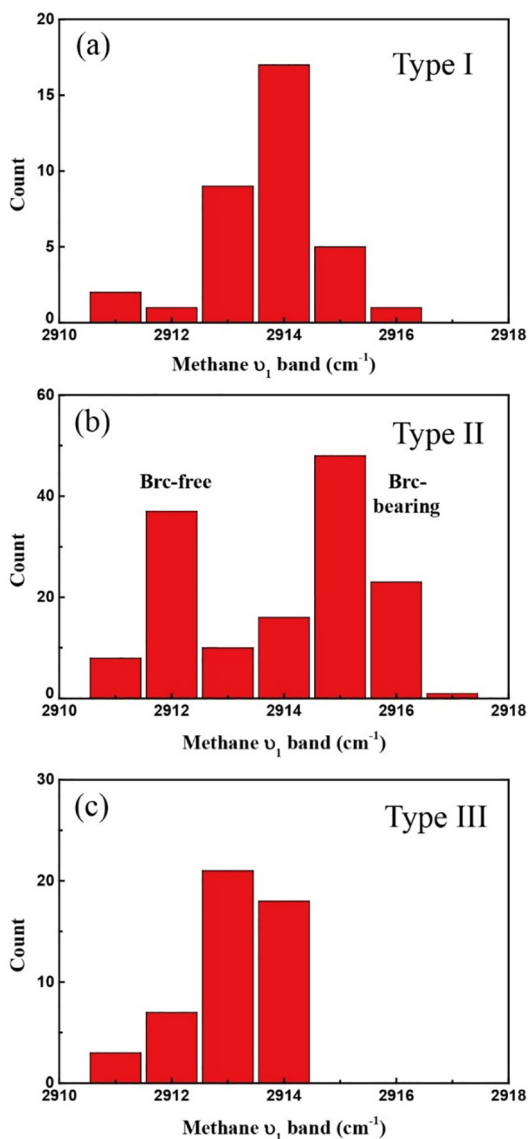 20
(a)
Type I
15
10
5
0
Count
2910
2912
2914
2916
2918
Methane υ₁ band (cm⁻¹)
60
(b)
Type II
Brc-free
Brc-
bearing
40
20
0
Count
2910
2912
2914
2916
2918
Methane υ₁ band (cm⁻¹)
30
(c)
Type III
20
10
0
Count
2910
2912
2914
2916
2918
Methane υ₁ band (cm⁻¹)